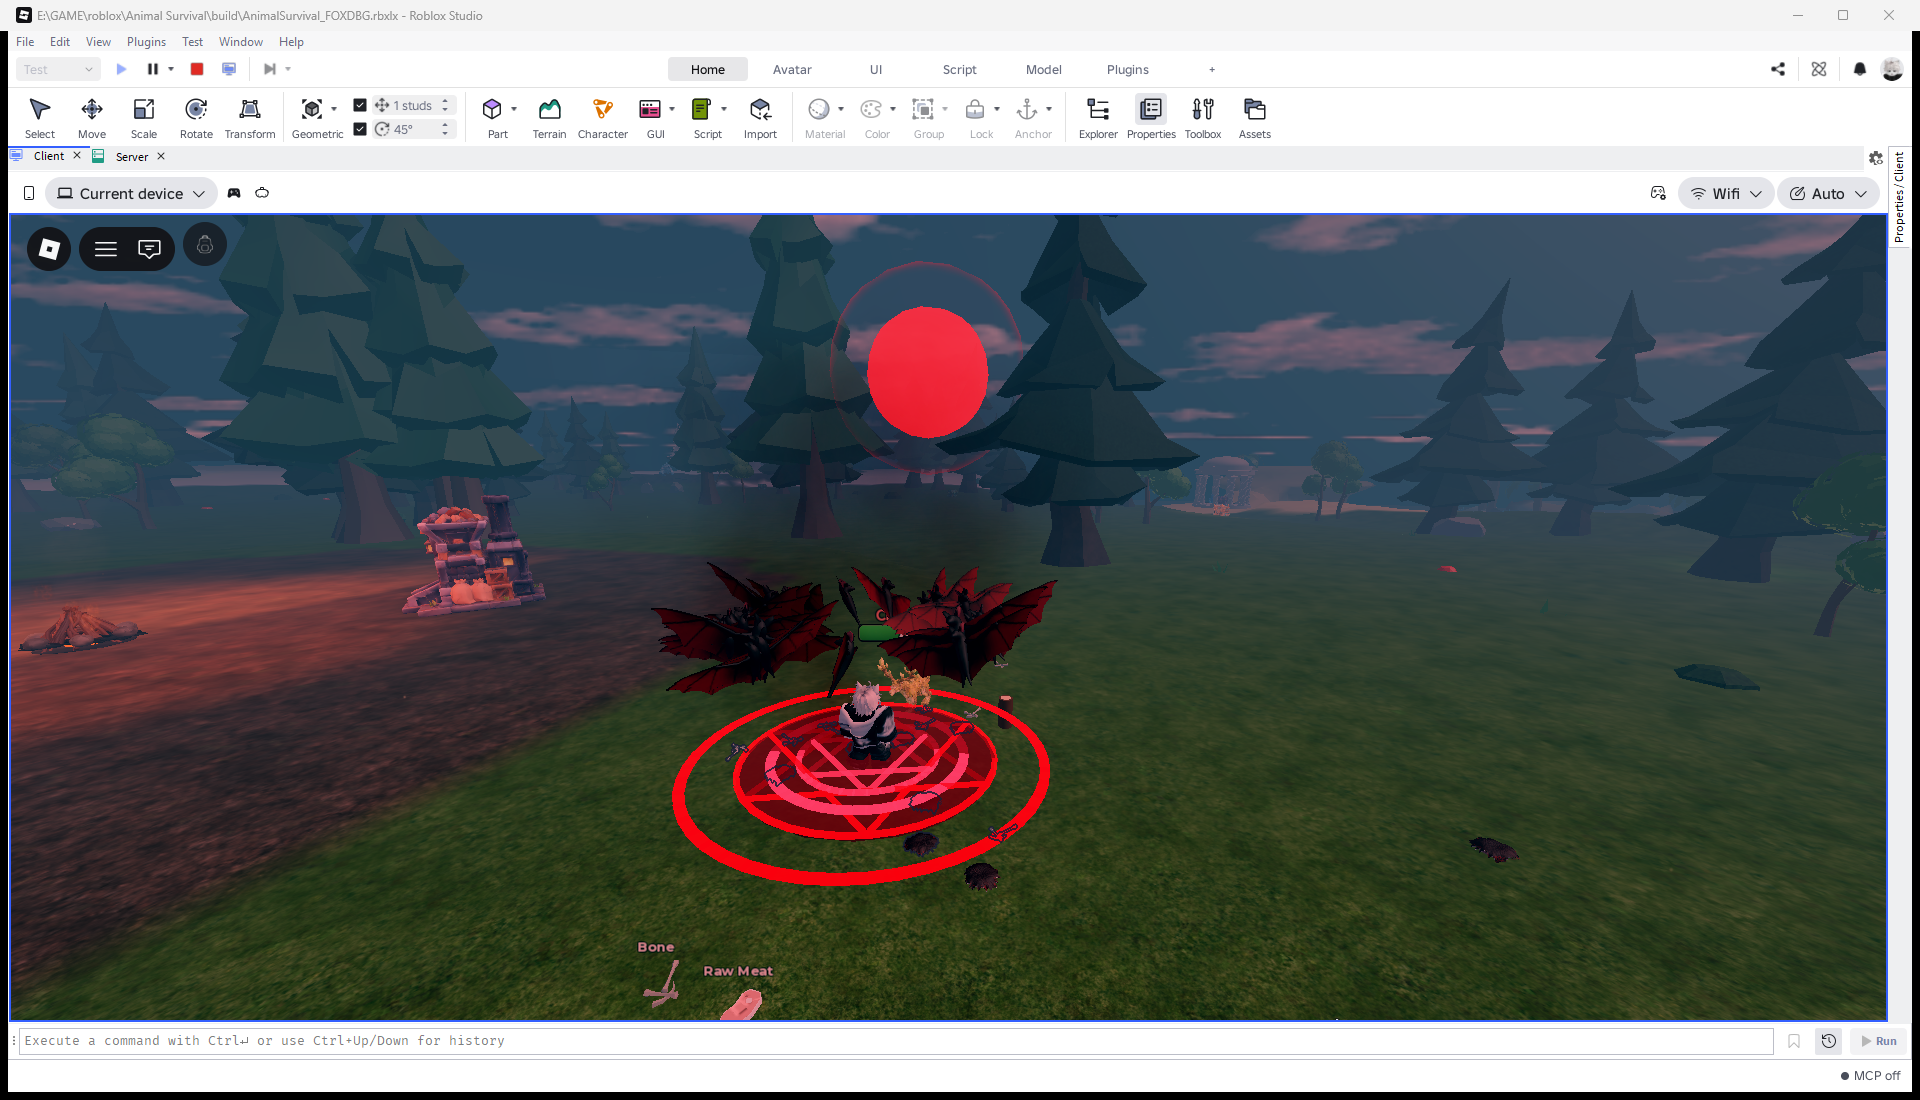 E:\GAME\roblox\Animal Survival\build\AnimalSurvival_FOXDBG.rbxlx - Roblox Studio
File Edit View Plugins Test Window Help
Test Home Avatar UI Script Model Plugins +
1 studs
45°
Select Move Scale Rotate Transform Geometric Part Terrain Character GUI Script Import Material Color Group Lock Anchor Explorer Properties Toolbox Assets
Client Server
Properties / Client
Current device Wifi Auto
Bone
Raw Meat
Execute a command with Ctrl↵ or use Ctrl+Up/Down for history
Run
MCP off